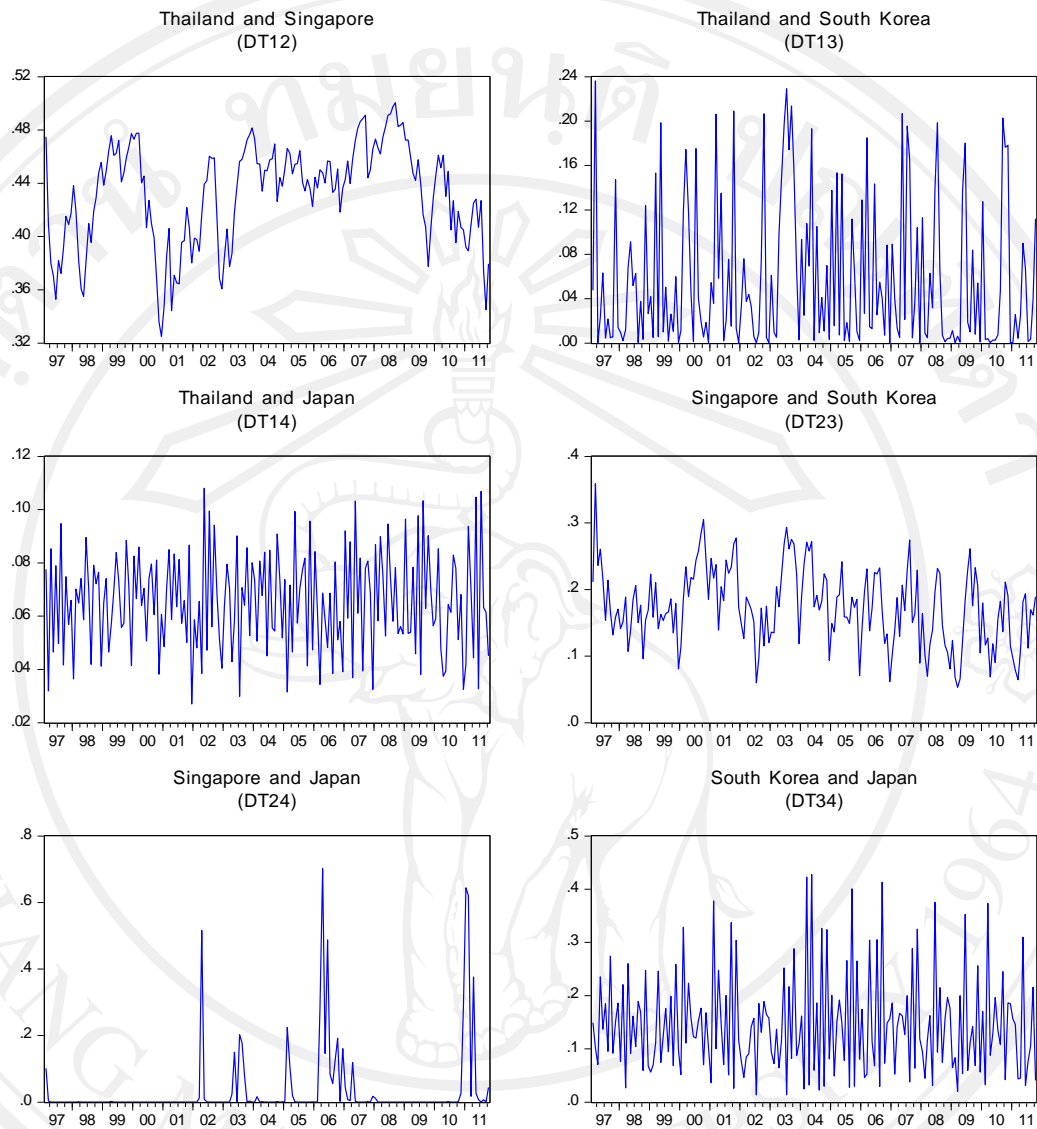 Thailand and Singapore
(DT12)
.52
.48
.44
.40
.36
.32
97 98 99 00 01 02 03 04 05 06 07 08 09 10 11
Thailand and South Korea
(DT13)
.24
.20
.16
.12
.08
.04
.00
97 98 99 00 01 02 03 04 05 06 07 08 09 10 11
Thailand and Japan
(DT14)
.12
.10
.08
.06
.04
.02
97 98 99 00 01 02 03 04 05 06 07 08 09 10 11
Singapore and South Korea
(DT23)
.4
.3
.2
.1
.0
97 98 99 00 01 02 03 04 05 06 07 08 09 10 11
Singapore and Japan
(DT24)
.8
.6
.4
.2
.0
97 98 99 00 01 02 03 04 05 06 07 08 09 10 11
South Korea and Japan
(DT34)
.5
.4
.3
.2
.1
.0
97 98 99 00 01 02 03 04 05 06 07 08 09 10 11
1964